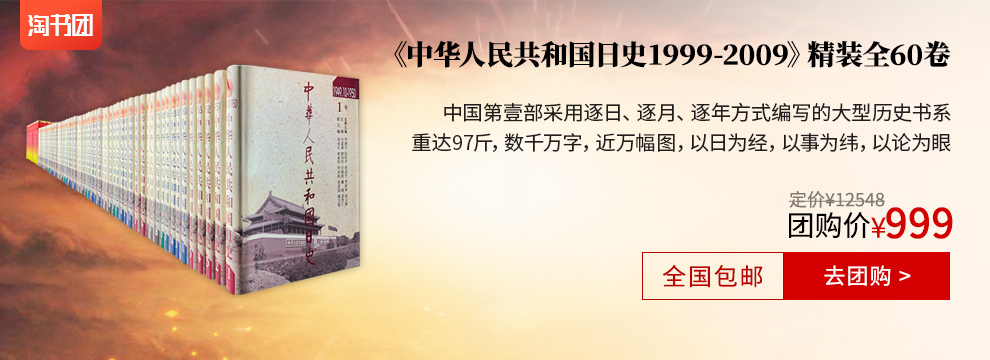 淘书团
《中华人民共和国日史1999-2009》精装全60卷
中国第壹部采用逐日、逐月、逐年方式编写的大型历史书系
重达97斤，数千万字，近万幅图，以日为经，以事为纬，以论为眼
定价¥12548
团购价¥999
全国包邮
去团购 >
1949.10-1950
1
中華人民共和國日史